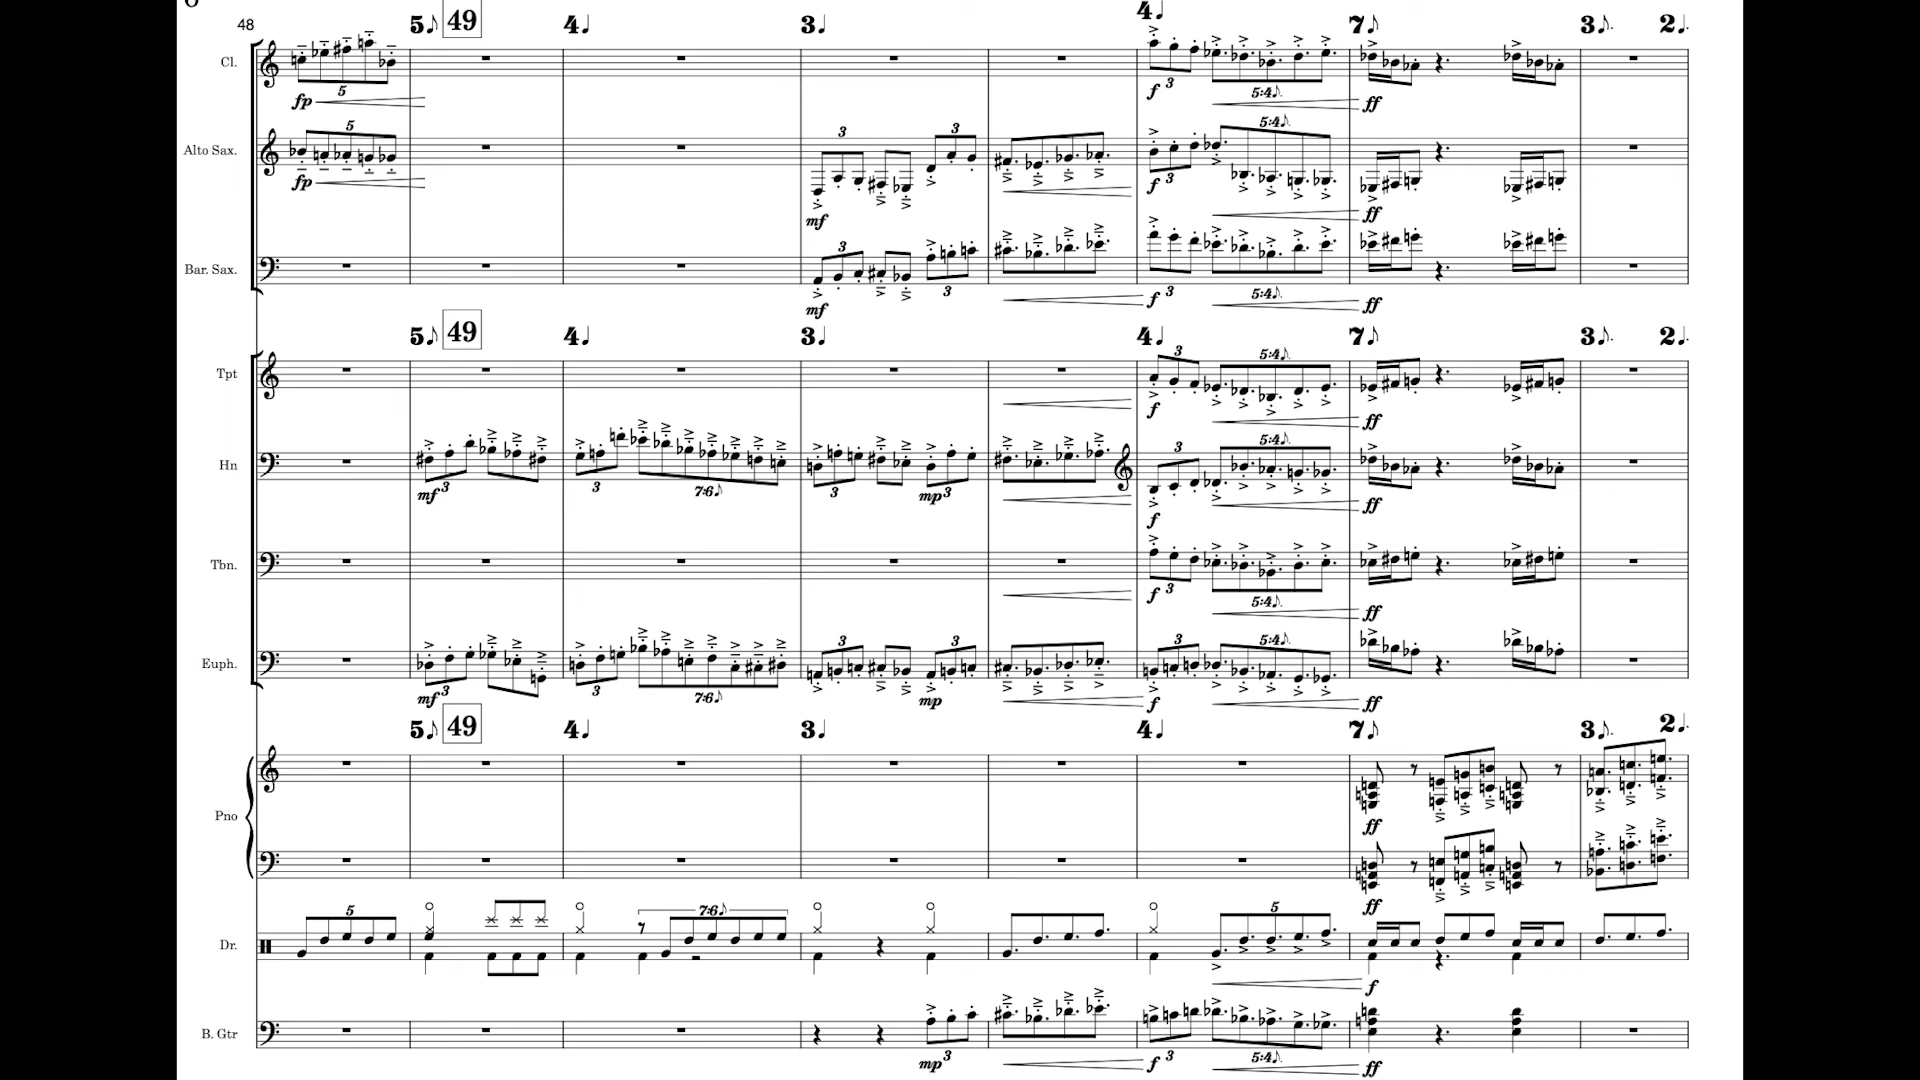 48
5 49 4 3 4 7 3 2
Cl.
5 3 5:4
fp f ff
Alto Sax.
5 3 3 3 5:4
fp mf f ff
Bar. Sax.
3 3 3 5:4
mf f ff
5 49 4 3 4 7 3 2
Tpt
3 5:4
f ff
Hn
3 3 7:6 3 3 3 5:4
mf mp f ff
Tbn.
3 5:4
f ff
Euph.
3 3 7:6 3 3 3 5:4
mf mp f ff
5 49 4 3 4 7 3 2
Pno
ff
ff
Dr.
5 7:6 5
f
B. Gtr
3 3 5:4
mp f ff